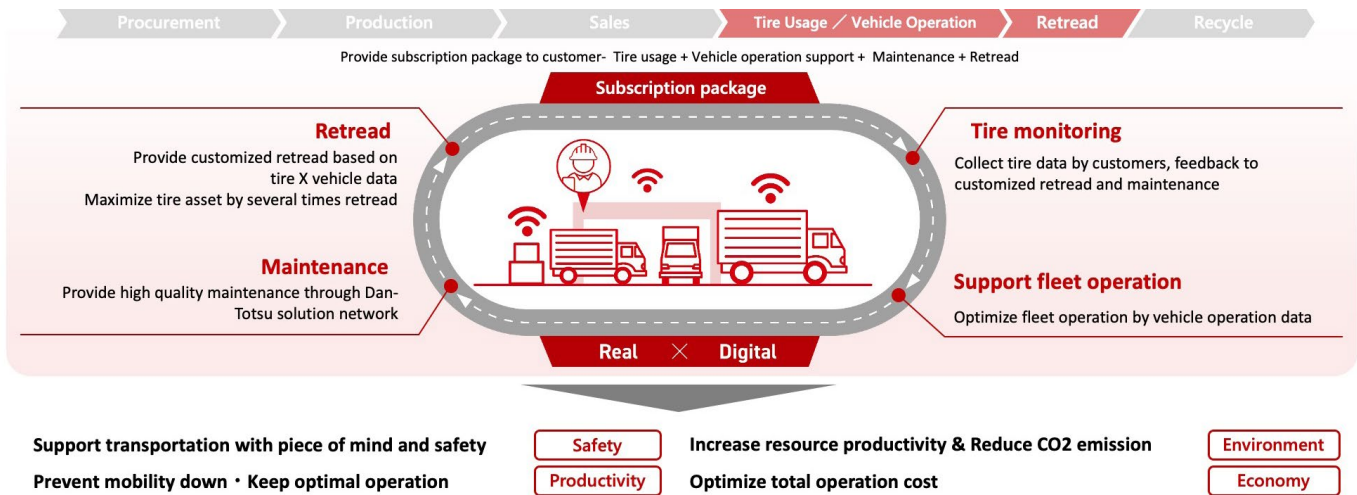 Procurement
Production
Sales
Tire Usage ／ Vehicle Operation
Retread
Recycle
Provide subscription package to customer- Tire usage + Vehicle operation support + Maintenance + Retread
Subscription package
Retread
Provide customized retread based on
tire X vehicle data
Maximize tire asset by several times retread
Tire monitoring
Collect tire data by customers, feedback to
customized retread and maintenance
Maintenance
Provide high quality maintenance through Dan-
Totsu solution network
Support fleet operation
Optimize fleet operation by vehicle operation data
Real × Digital
Support transportation with piece of mind and safety
Safety
Increase resource productivity & Reduce CO2 emission
Environment
Prevent mobility down・Keep optimal operation
Productivity
Optimize total operation cost
Economy